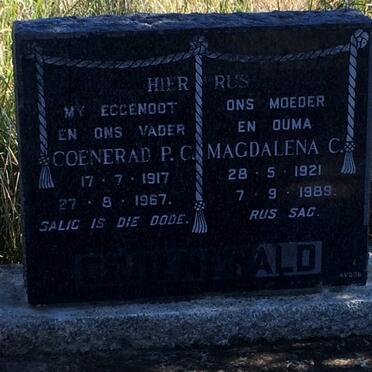 HIER RUS
MY EGGENOOT
EN ONS VADER
COENERAD P. C.
17 · 7 · 1917
27 · 8 · 1967.
SALIG IS DIE DODE.
ONS MOEDER
EN OUMA
MAGDALENA C.
28 · 5 · 1921
7 · 9 · 1989.
RUS SAG.